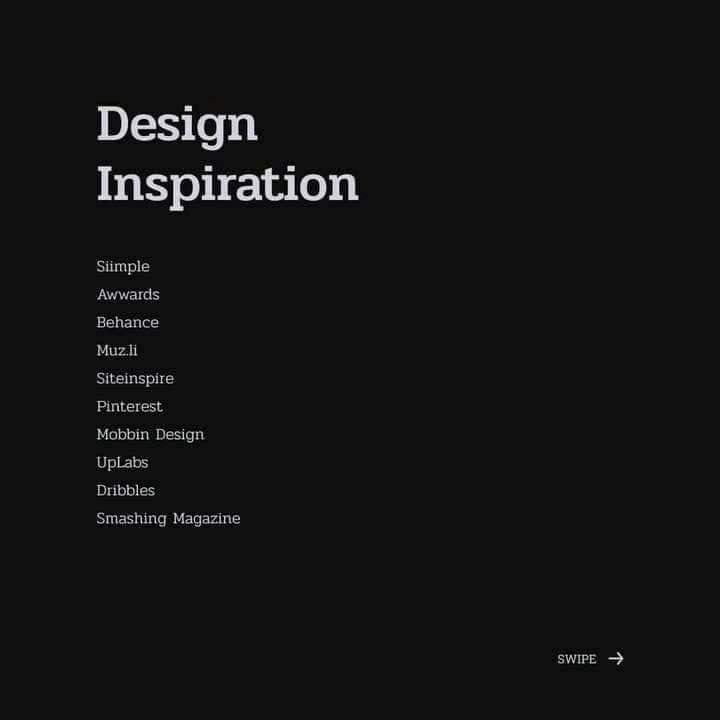 Design
Inspiration
Siimple
Awwards
Behance
Muz.li
Siteinspire
Pinterest
Mobbin Design
UpLabs
Dribbles
Smashing Magazine
SWIPE →